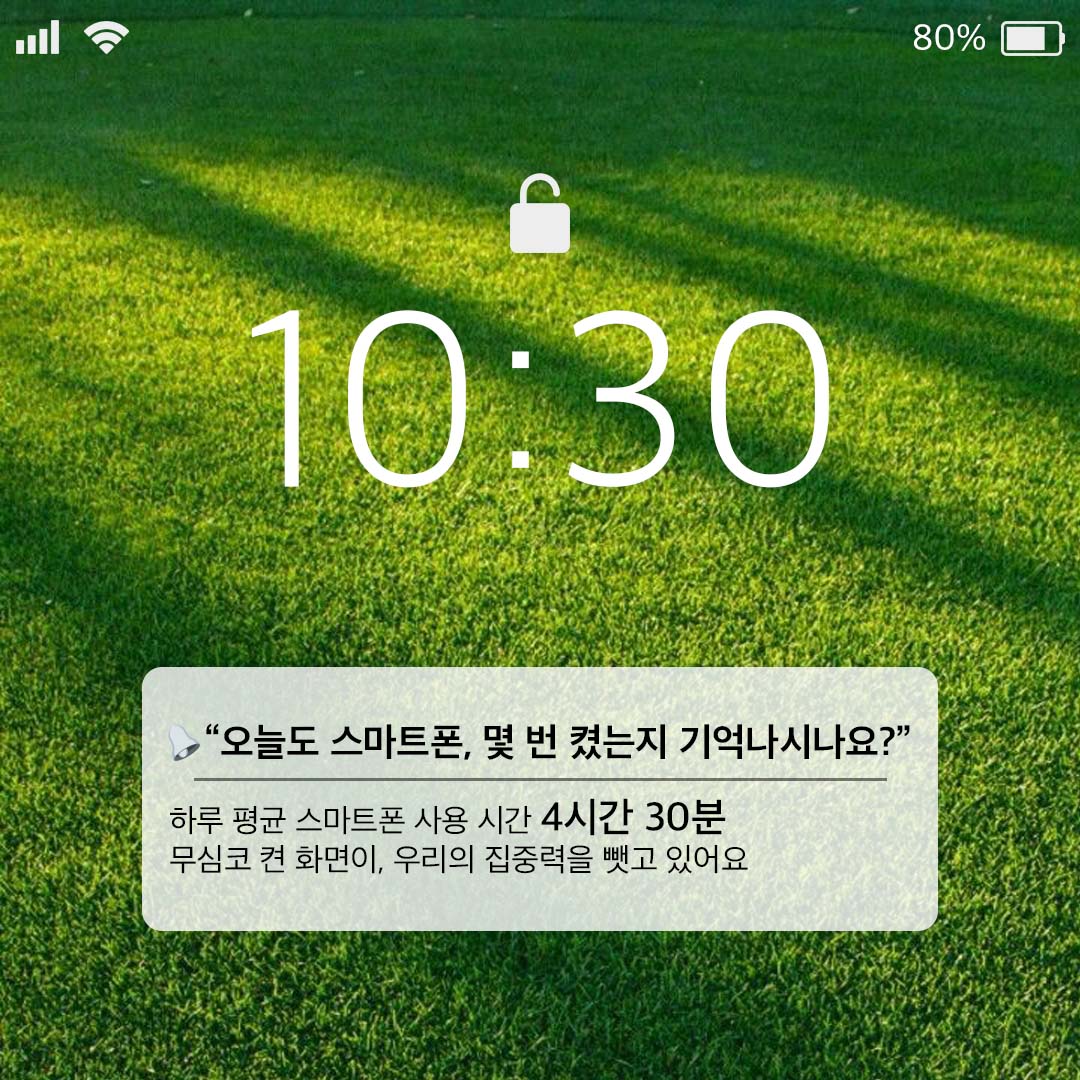 80%
10:30
“오늘도 스마트폰, 몇 번 켰는지 기억나시나요?”
하루 평균 스마트폰 사용 시간 4시간 30분
무심코 켠 화면이, 우리의 집중력을 뺏고 있어요